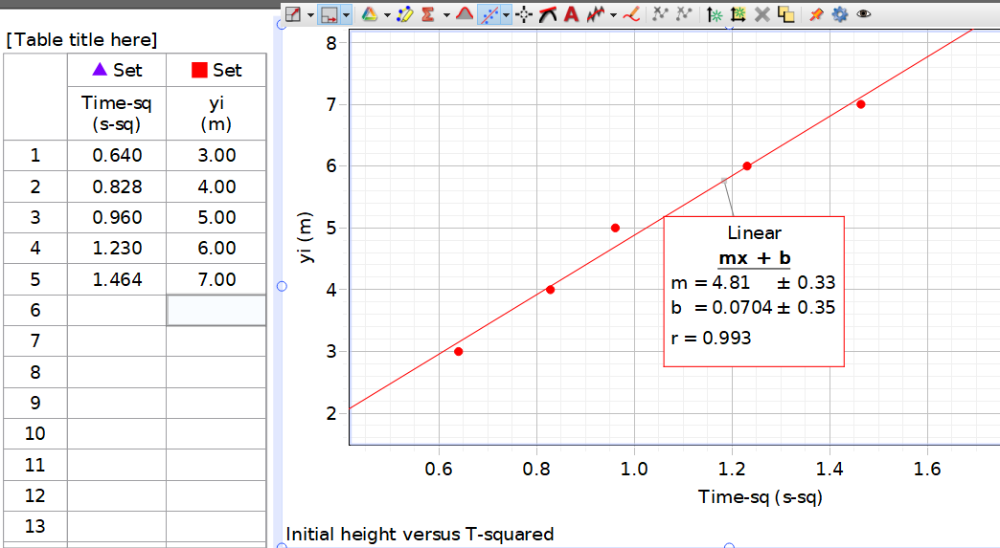 [Table title here]
Set Set
Time-sq yi
(s-sq) (m)
1 0.640 3.00
2 0.828 4.00
3 0.960 5.00
4 1.230 6.00
5 1.464 7.00
6
7
8
9
10
11
12
13
A
8
7
6
5
4
3
2
yi (m)
Linear
mx + b
m = 4.81 ± 0.33
b = 0.0704 ± 0.35
r = 0.993
0.6 0.8 1.0 1.2 1.4 1.6
Time-sq (s-sq)
Initial height versus T-squared